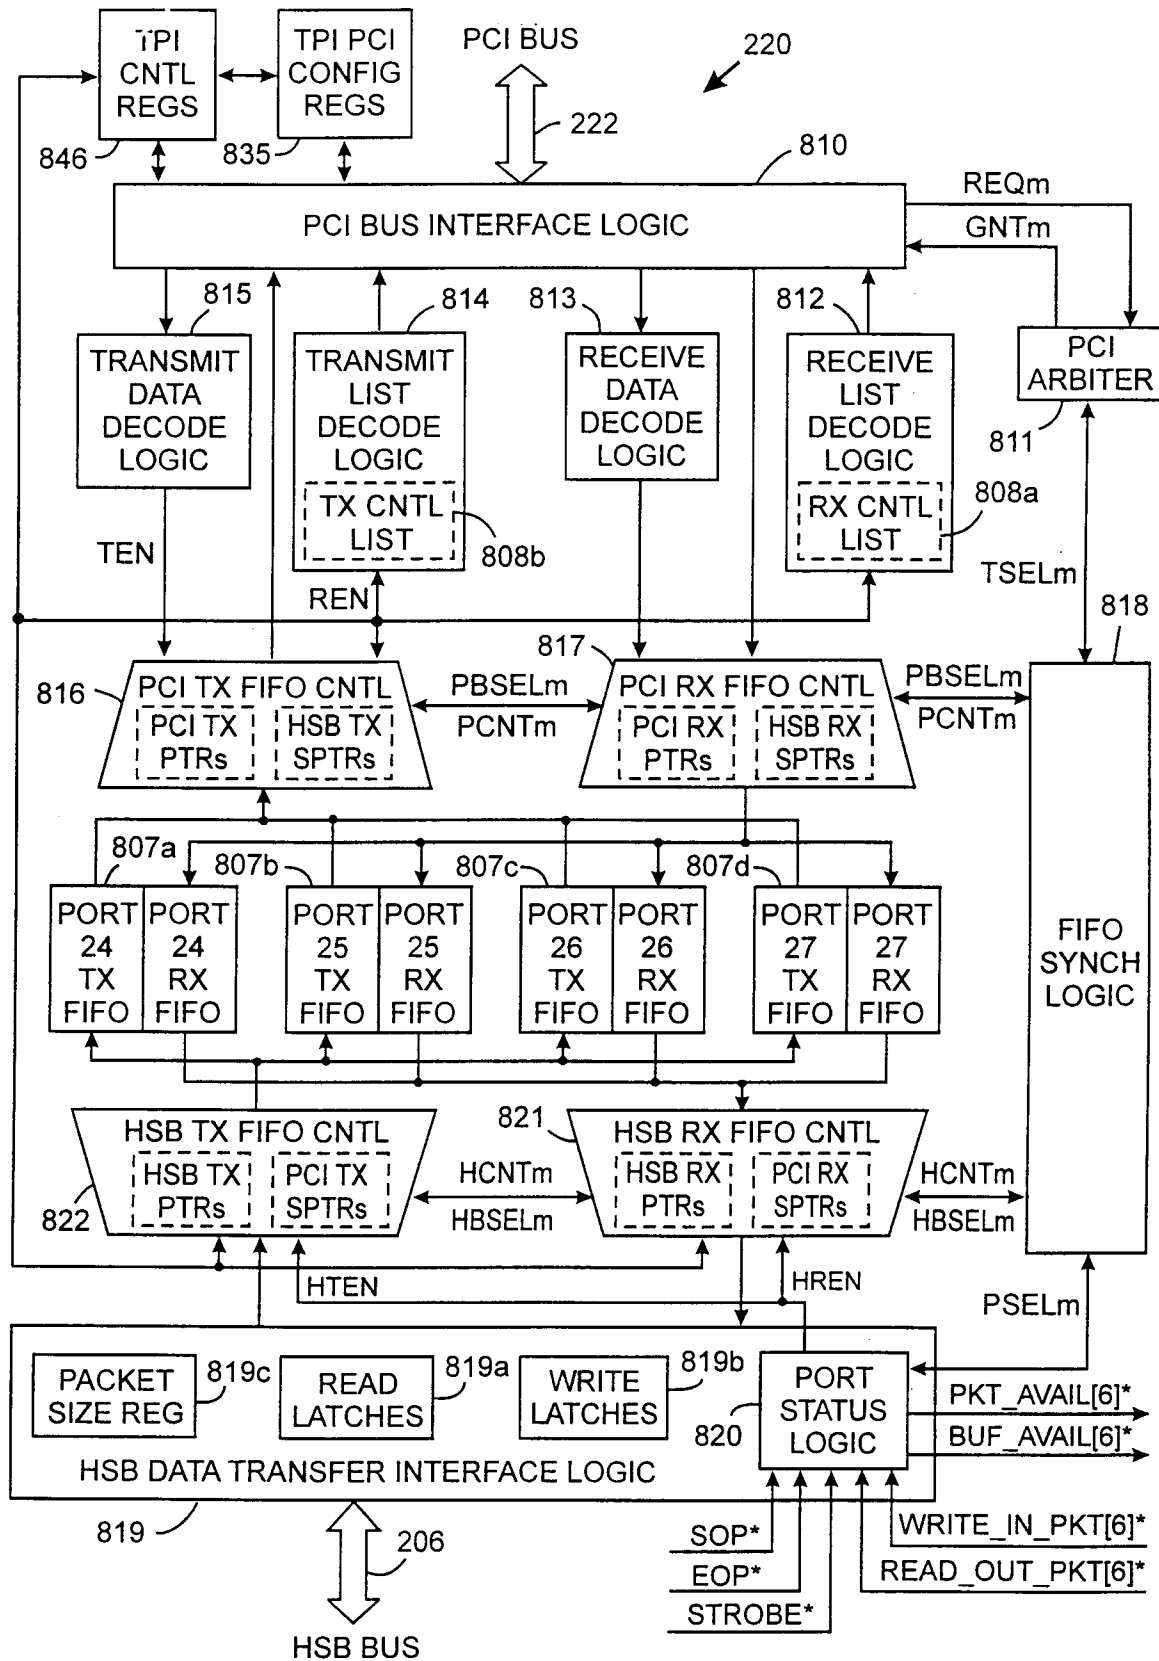 TPI
CNTL
REGS
TPI PCI
CONFIG
REGS
PCI BUS
220
846
835
222
810
REQm
GNTm
PCI BUS INTERFACE LOGIC
815
814
813
812
TRANSMIT
DATA
DECODE
LOGIC
TRANSMIT
LIST
DECODE
LOGIC
TX CNTL
LIST
RECEIVE
DATA
DECODE
LOGIC
RECEIVE
LIST
DECODE
LOGIC
RX CNTL
LIST
PCI
ARBITER
811
808a
808b
TEN
REN
TSELm
818
816
PCI TX FIFO CNTL
PCI TX
PTRs
HSB TX
SPTRs
PBSELm
PCNTm
817
PCI RX FIFO CNTL
PCI RX
PTRs
HSB RX
SPTRs
PBSELm
PCNTm
807a
807b
807c
807d
PORT
24
TX
FIFO
PORT
24
RX
FIFO
PORT
25
TX
FIFO
PORT
25
RX
FIFO
PORT
26
TX
FIFO
PORT
26
RX
FIFO
PORT
27
TX
FIFO
PORT
27
RX
FIFO
FIFO
SYNCH
LOGIC
HSB TX FIFO CNTL
HSB TX
PTRs
PCI TX
SPTRs
822
HCNTm
HBSELm
821
HSB RX FIFO CNTL
HSB RX
PTRs
PCI RX
SPTRs
HCNTm
HBSELm
HTEN
HREN
PSELm
PACKET
SIZE REG
819c
READ
LATCHES
819a
WRITE
LATCHES
819b
820
PORT
STATUS
LOGIC
PKT_AVAIL[6]*
BUF_AVAIL[6]*
HSB DATA TRANSFER INTERFACE LOGIC
819
206
HSB BUS
SOP*
EOP*
STROBE*
WRITE_IN_PKT[6]*
READ_OUT_PKT[6]*